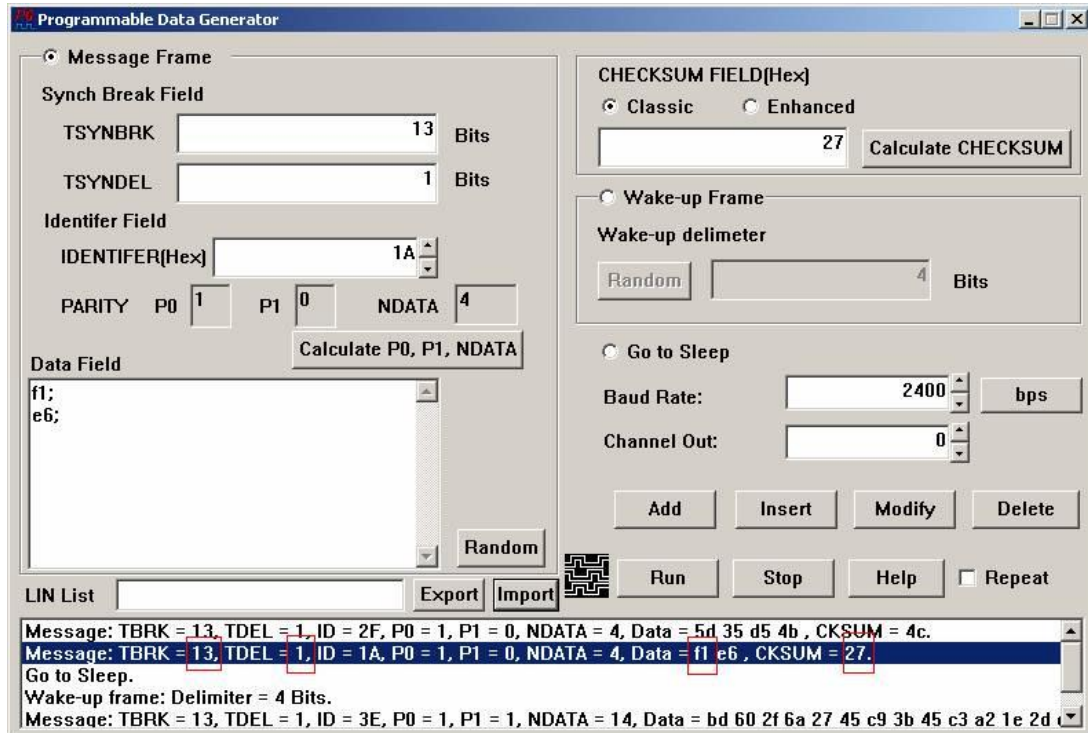 Programmable Data Generator
Message Frame
Synch Break Field
TSYNBRK 13 Bits
TSYNDEL 1 Bits
Identifer Field
IDENTIFER(Hex) 1A
PARITY P0 1 P1 0 NDATA 4
Calculate P0, P1, NDATA
Data Field
f1;
e6;
Random
CHECKSUM FIELD(Hex)
Classic Enhanced
27 Calculate CHECKSUM
Wake-up Frame
Wake-up delimeter
Random 4 Bits
Go to Sleep
Baud Rate: 2400 bps
Channel Out: 0
Add Insert Modify Delete
Run Stop Help Repeat
LIN List Export Import
Message: TBRK = 13, TDEL = 1, ID = 2F, P0 = 1, P1 = 0, NDATA = 4, Data = 5d 35 d5 4b , CKSUM = 4c.
Message: TBRK = 13, TDEL = 1, ID = 1A, P0 = 1, P1 = 0, NDATA = 4, Data = f1 e6 , CKSUM = 27.
Go to Sleep.
Wake-up frame: Delimiter = 4 Bits.
Message: TBRK = 13, TDEL = 1, ID = 3E, P0 = 1, P1 = 1, NDATA = 14, Data = bd 60 2f 6a 27 45 c9 3b 45 c3 a2 1e 2d